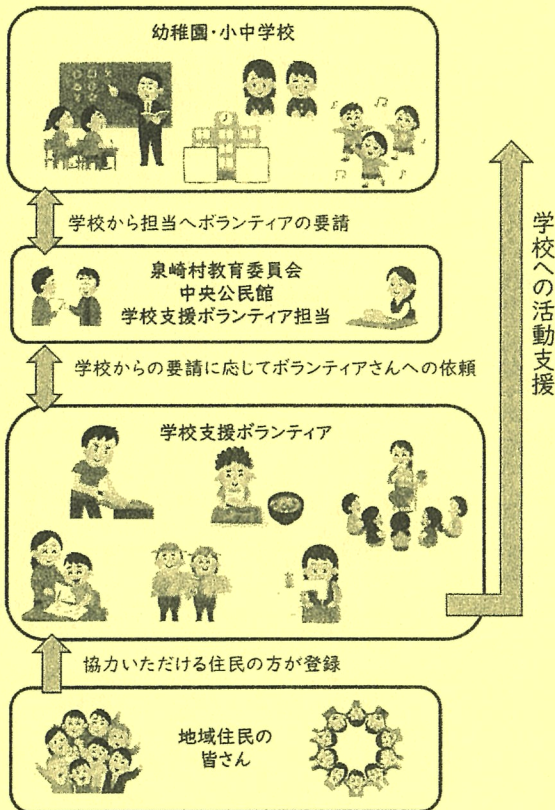 幼稚園・小中学校
学校から担当へボランティアの要請
泉崎村教育委員会
中央公民館
学校支援ボランティア担当
学校からの要請に応じてボランティアさんへの依頼
学校支援ボランティア
学校への活動支援
協力いただける住民の方が登録
地域住民の
皆さん